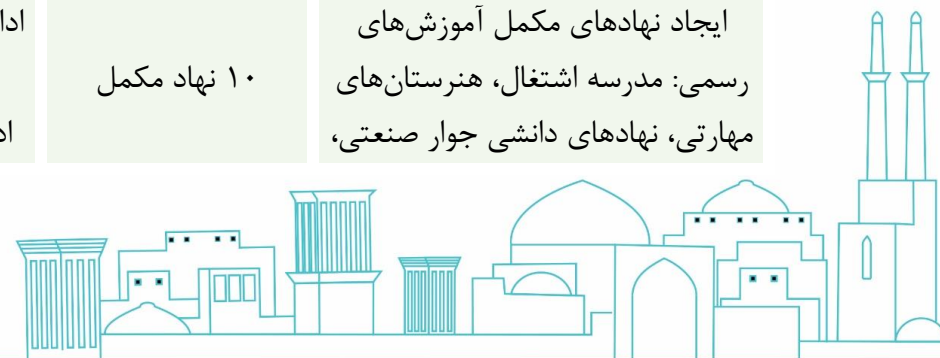 ایجاد نهادهای مکمل آموزش‌های
رسمی: مدرسه اشتغال، هنرستان‌های
مهارتی، نهادهای دانشی جوار صنعتی،
۱۰ نهاد مکمل